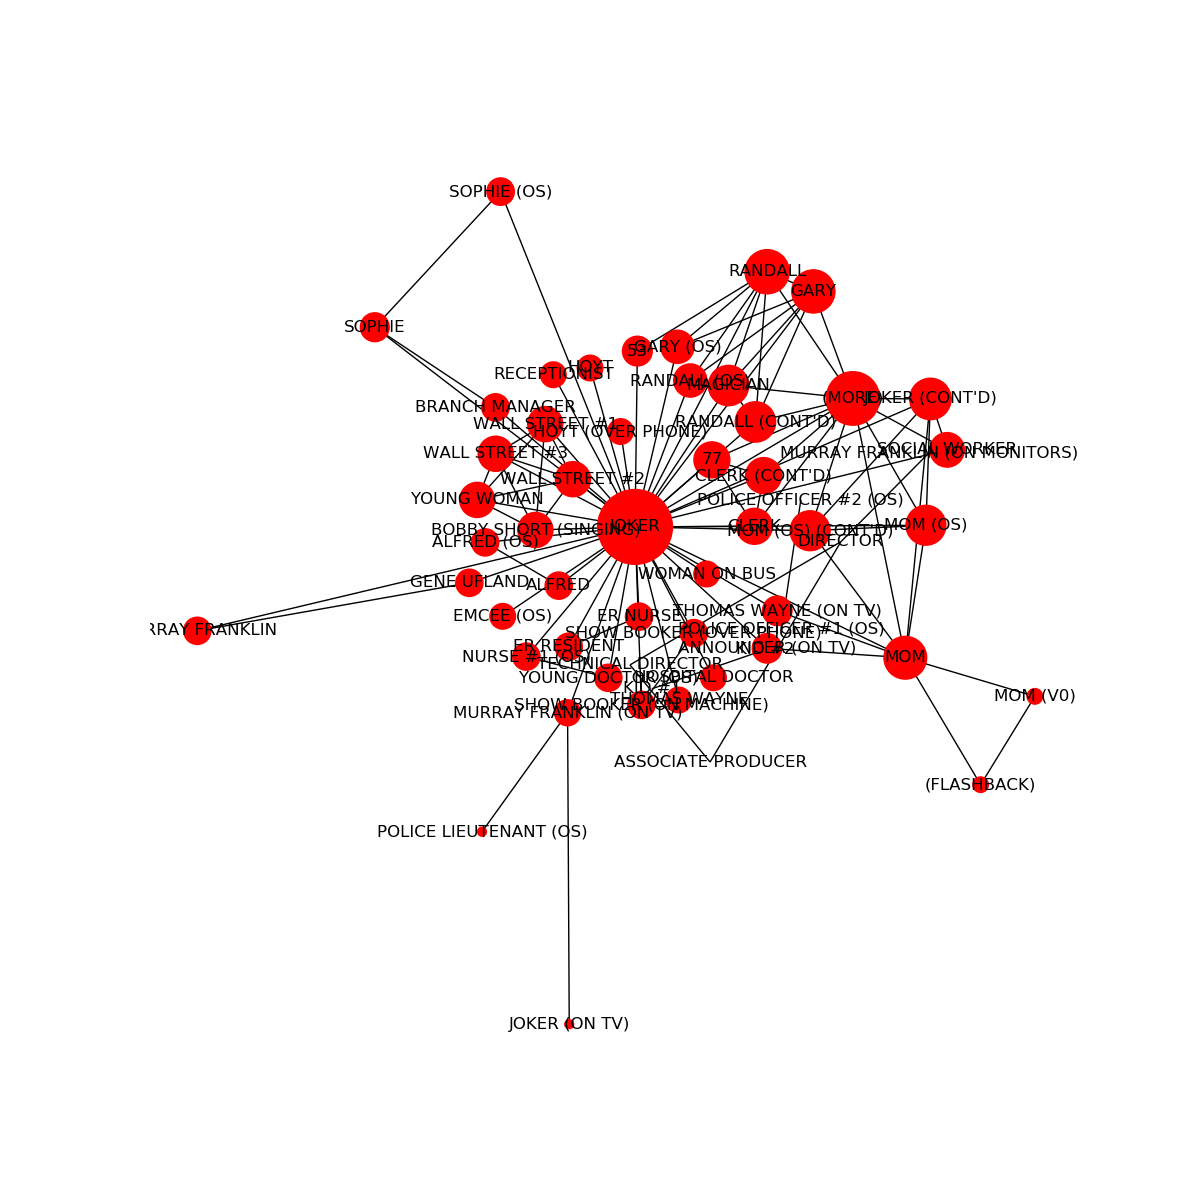 SOPHIE (OS)
RANDALL
GARY
SOPHIE
GARY (OS)
53
HOYT
RECEPTIONIST
RANDALL (OS)
MAGICIAN
(MORE)
JOKER (CONT'D)
BRANCH MANAGER
WALL STREET #1
RANDALL (CONT'D)
HOYT (OVER PHONE)
SOCIAL WORKER
WALL STREET #3
MURRAY FRANKLIN (ON MONITORS)
77
CLERK (CONT'D)
WALL STREET #2
YOUNG WOMAN
POLICE OFFICER #2 (OS)
JOKER
CLERK
MOM (OS)
BOBBY SHORT (SINGING)
MOM (OS) (CONT'D)
ALFRED (OS)
DIRECTOR
WOMAN ON BUS
GENE UFLAND
ALFRED
THOMAS WAYNE (ON TV)
EMCEE (OS)
ER NURSE
POLICE OFFICER #1 (OS)
RRAY FRANKLIN
SHOW BOOKER (OVER PHONE)
ER RESIDENT
ANNOUNCER (ON TV)
KID #2
NURSE #1 (OS)
MOM
TECHNICAL DIRECTOR
YOUNG DOCTOR (OS)
HOSPITAL DOCTOR
KID #1
MOM (V0)
THOMAS WAYNE
SHOW BOOKER (ON MACHINE)
MURRAY FRANKLIN (ON TV)
ASSOCIATE PRODUCER
(FLASHBACK)
POLICE LIEUTENANT (OS)
JOKER (ON TV)